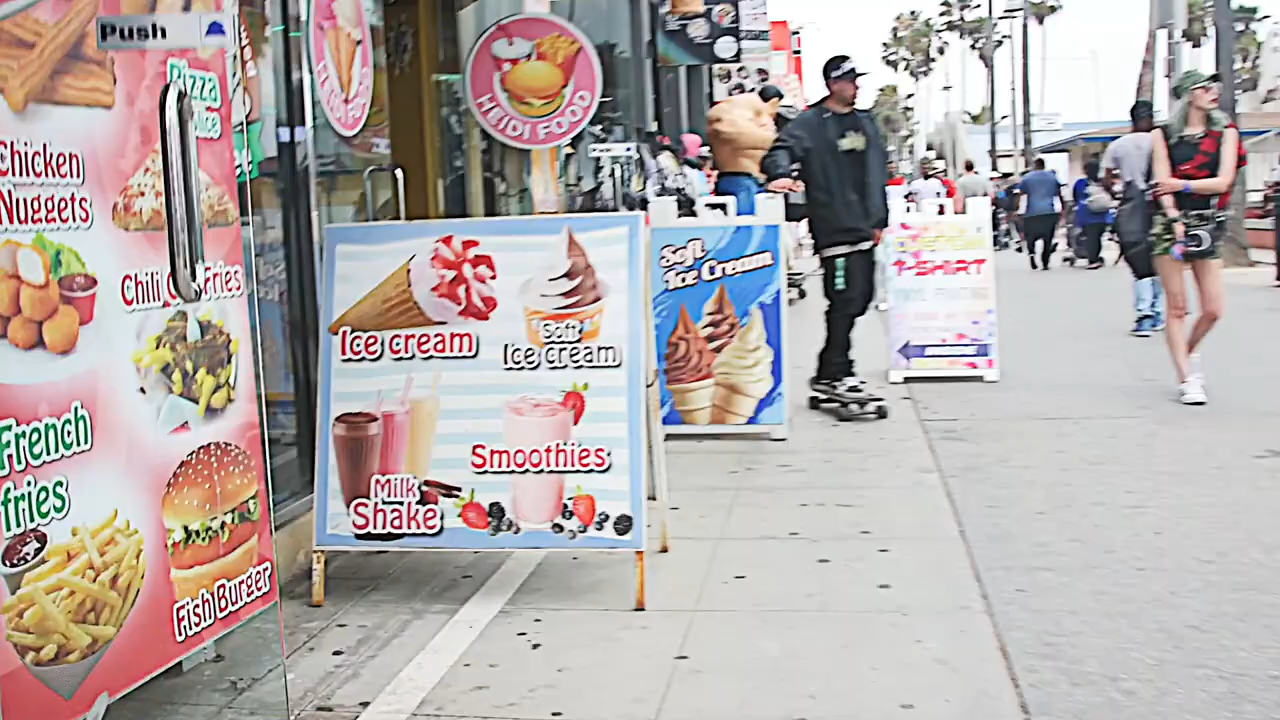 Push
Pizza
Slice
Chicken
Nuggets
Chili Fries
French
fries
Fish Burger
HEIDI FOOD
Ice cream
Soft
Ice cream
Milk
Shake
Smoothies
Soft
Ice Cream
T-SHIRT